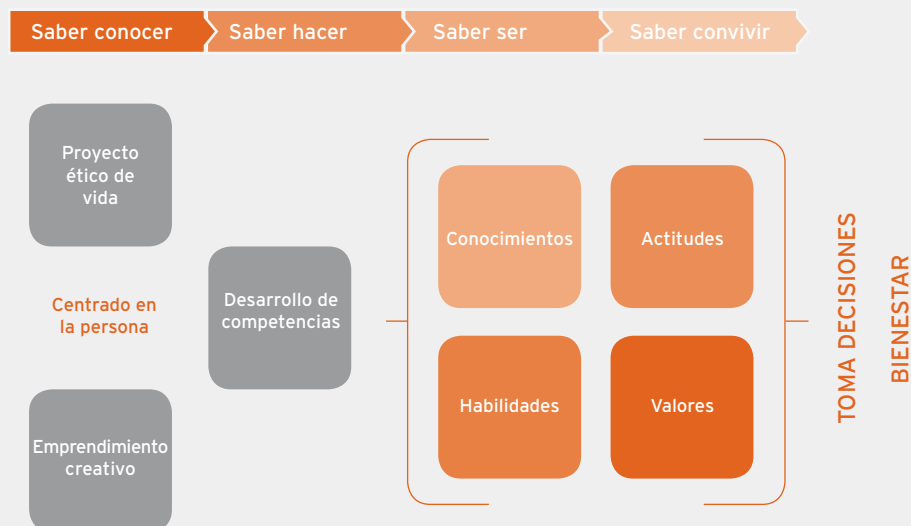 Saber conocer
Saber hacer
Saber ser
Saber convivir
Proyecto
ético de
vida
Centrado en
la persona
Emprendimiento
creativo
Desarrollo de
competencias
Conocimientos
Actitudes
Habilidades
Valores
TOMA DECISIONES
BIENESTAR